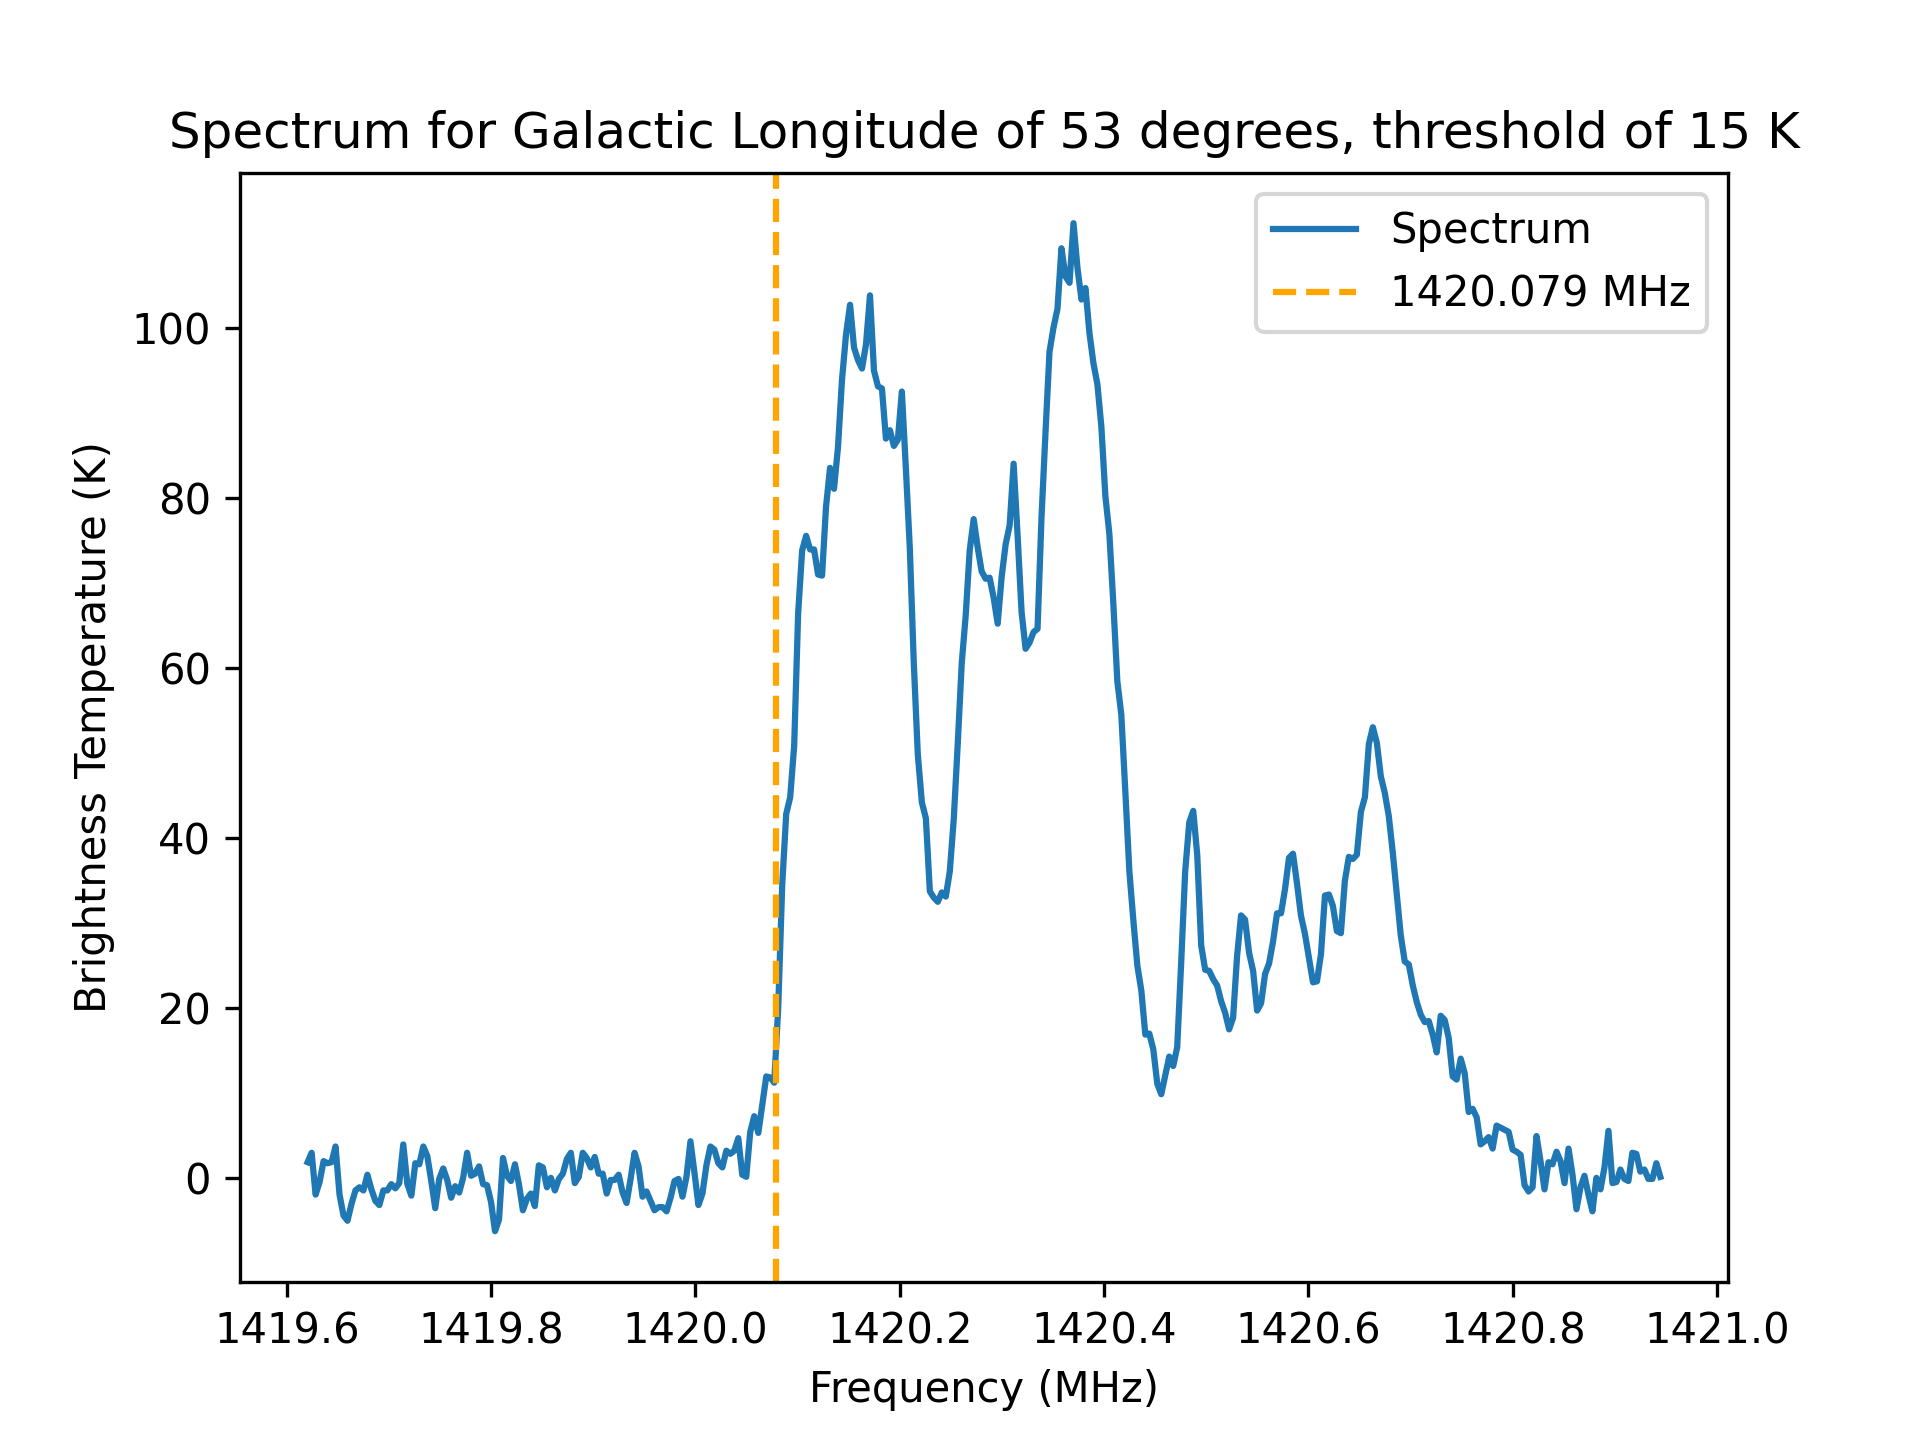 Spectrum for Galactic Longitude of 53 degrees, threshold of 15 K
Spectrum
1420.079 MHz
100
80
60
40
20
0
Brightness Temperature (K)
1419.6 1419.8 1420.0 1420.2 1420.4 1420.6 1420.8 1421.0
Frequency (MHz)